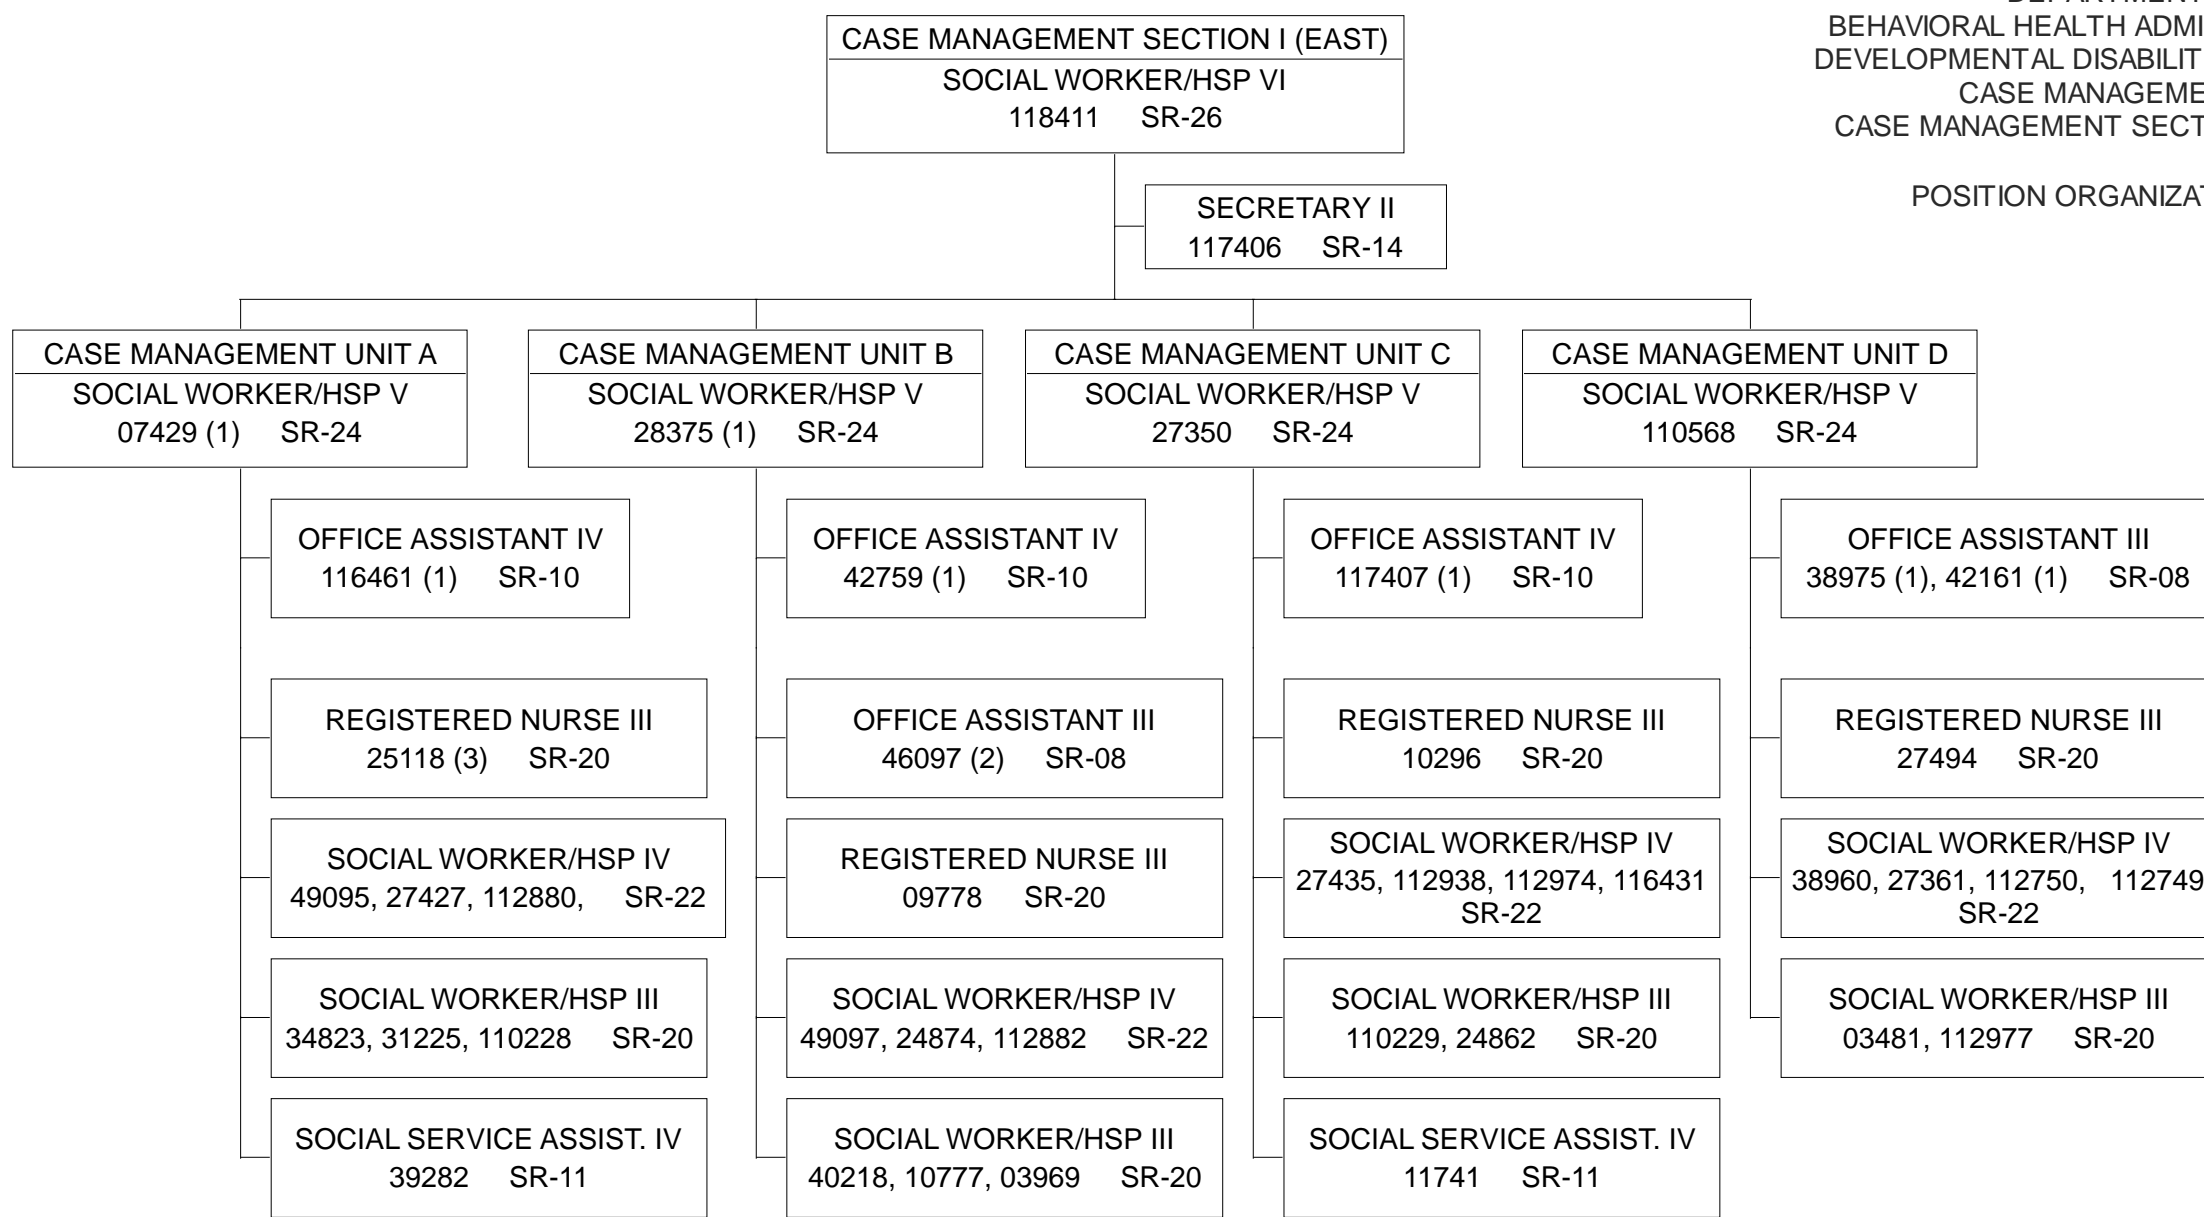 CASE MANAGEMENT SECTION I (EAST)
SOCIAL WORKER/HSP VI
118411 SR-26
BEHAVIORAL HEALTH
DEVELOPMENTAL
CASE
CASE MANAGEMENT
POSITION
SECRETARY II
117406 SR-14
CASE MANAGEMENT UNIT A
SOCIAL WORKER/HSP V
07429 (1) SR-24
OFFICE ASSISTANT IV
116461 (1) SR-10
REGISTERED NURSE III
25118 (3) SR-20
SOCIAL WORKER/HSP IV
49095, 27427, 112880, SR-22
SOCIAL WORKER/HSP III
34823, 31225, 110228 SR-20
SOCIAL SERVICE ASSIST. IV
39282 SR-11
CASE MANAGEMENT UNIT B
SOCIAL WORKER/HSP V
28375 (1) SR-24
OFFICE ASSISTANT IV
42759 (1) SR-10
OFFICE ASSISTANT III
46097 (2) SR-08
REGISTERED NURSE III
09778 SR-20
SOCIAL WORKER/HSP IV
49097, 24874, 112882 SR-22
SOCIAL WORKER/HSP III
40218, 10777, 03969 SR-20
CASE MANAGEMENT UNIT C
SOCIAL WORKER/HSP V
27350 SR-24
OFFICE ASSISTANT IV
117407 (1) SR-10
REGISTERED NURSE III
10296 SR-20
SOCIAL WORKER/HSP IV
27435, 112938, 112974, 116431
SR-22
SOCIAL WORKER/HSP III
110229, 24862 SR-20
SOCIAL SERVICE ASSIST. IV
11741 SR-11
CASE MANAGEMENT UNIT D
SOCIAL WORKER/HSP V
110568 SR-24
OFFICE ASSISTANT III
38975 (1), 42161 (1) SR-08
REGISTERED NURSE III
27494 SR-20
SOCIAL WORKER/HSP IV
38960, 27361, 112750, 112749
SR-22
SOCIAL WORKER/HSP III
03481, 112977 SR-20